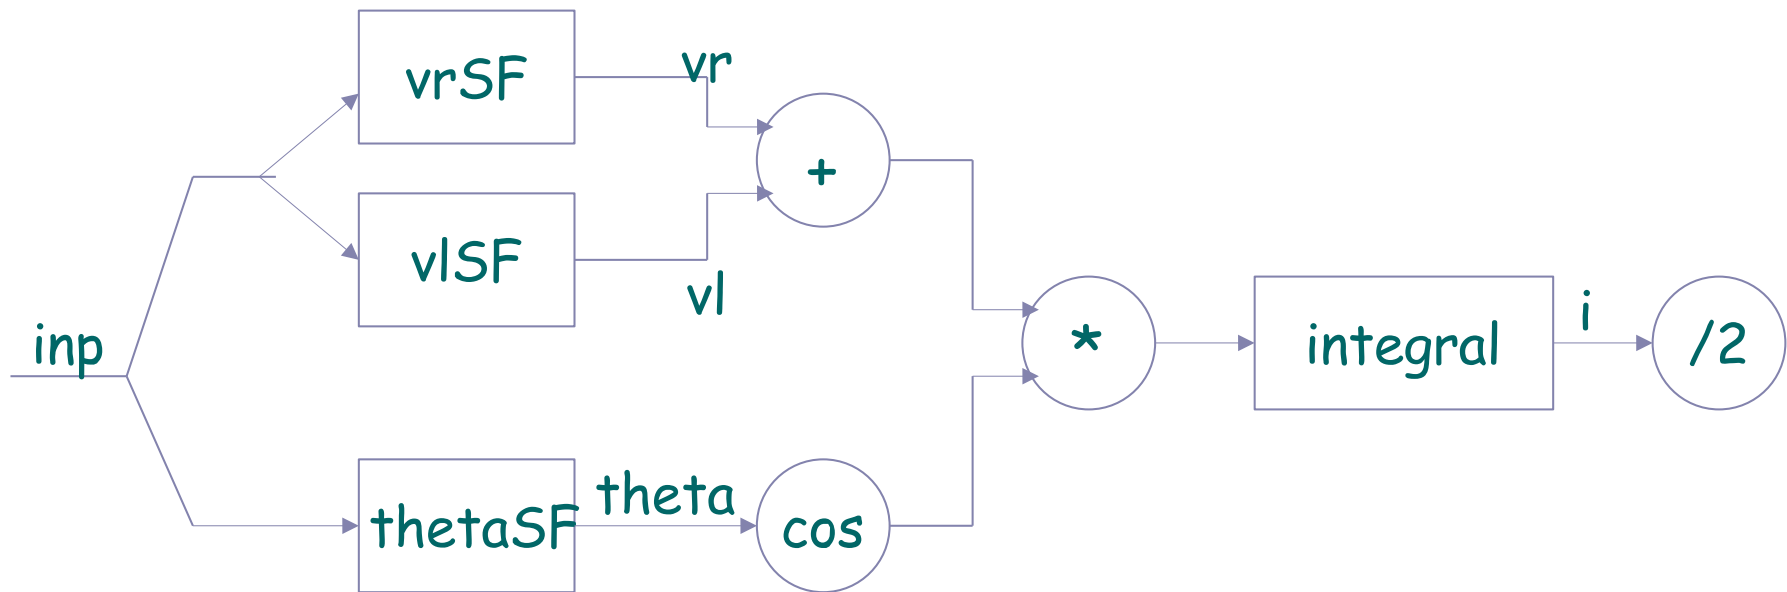 vrSF
vr
+
vlSF
vl
inp
*
integral
i
/2
thetaSF
theta
cos